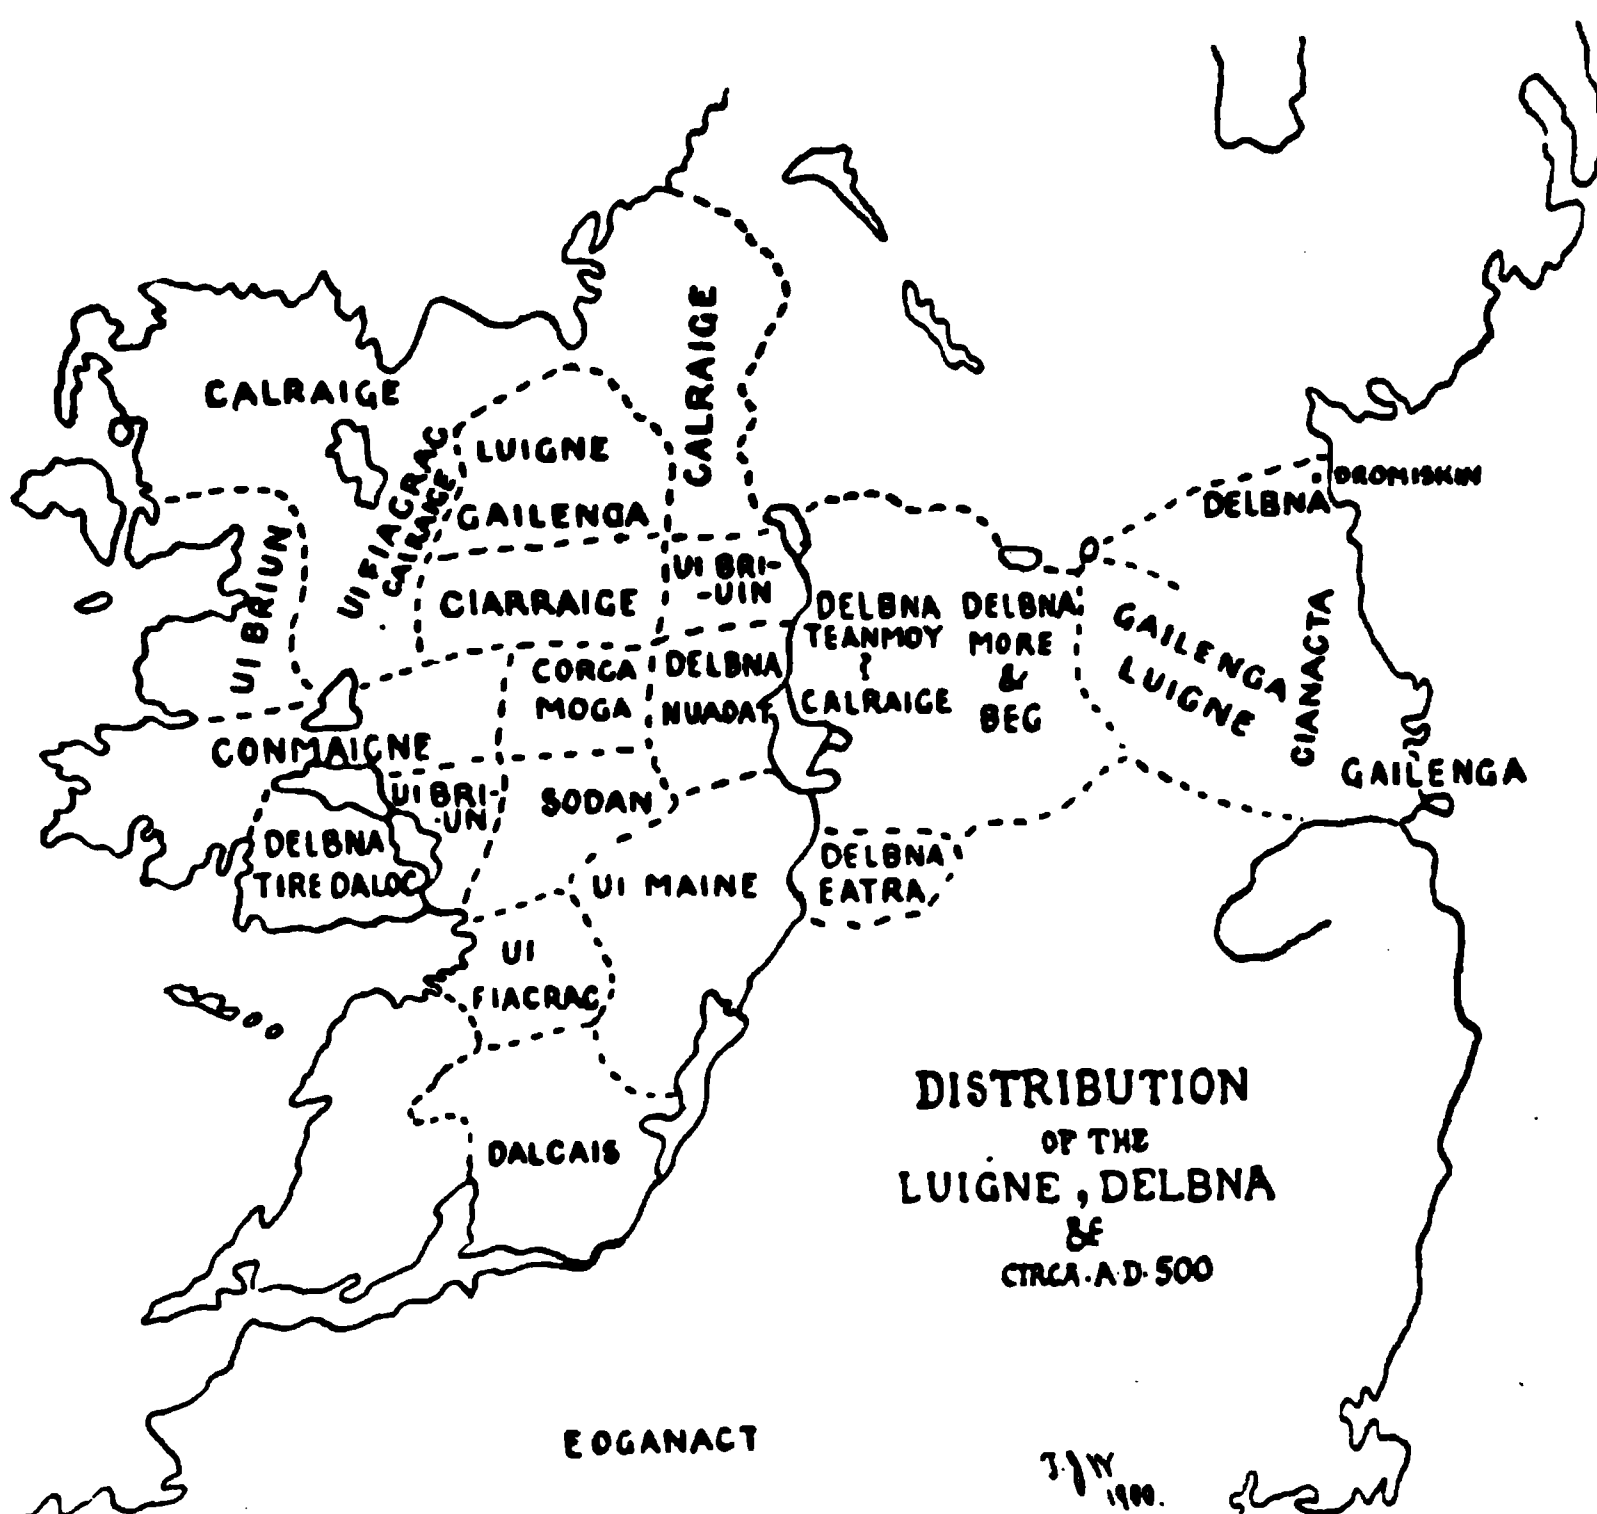 CALRAIGE
CALRAIGE
LUIGNE
UI FIACRAC
GAILENGA
CAIRAIGE
DROMISKIN
DELBNA
UI BRIUN
UI BRI-
-UIN
CIARRAIGE
DELBNA
TEANMOY
?
CALRAIGE
DELBNA
MORE
&
BEG
GAILENGA
LUIGNE
CIANACTA
CORCA
MOGA
DELBNA
NUADAT
CONMAICNE
GAILENGA
UI BRI-
-UN
SODAN
DELBNA
TIRE DALOC
DELBNA
EATRA
UI MAINE
UI
FIACRAC
DALCAIS
DISTRIBUTION
OF THE
LUIGNE, DELBNA
&c
CIRCA. A.D. 500
EOGANACT
T.J.W
1900.